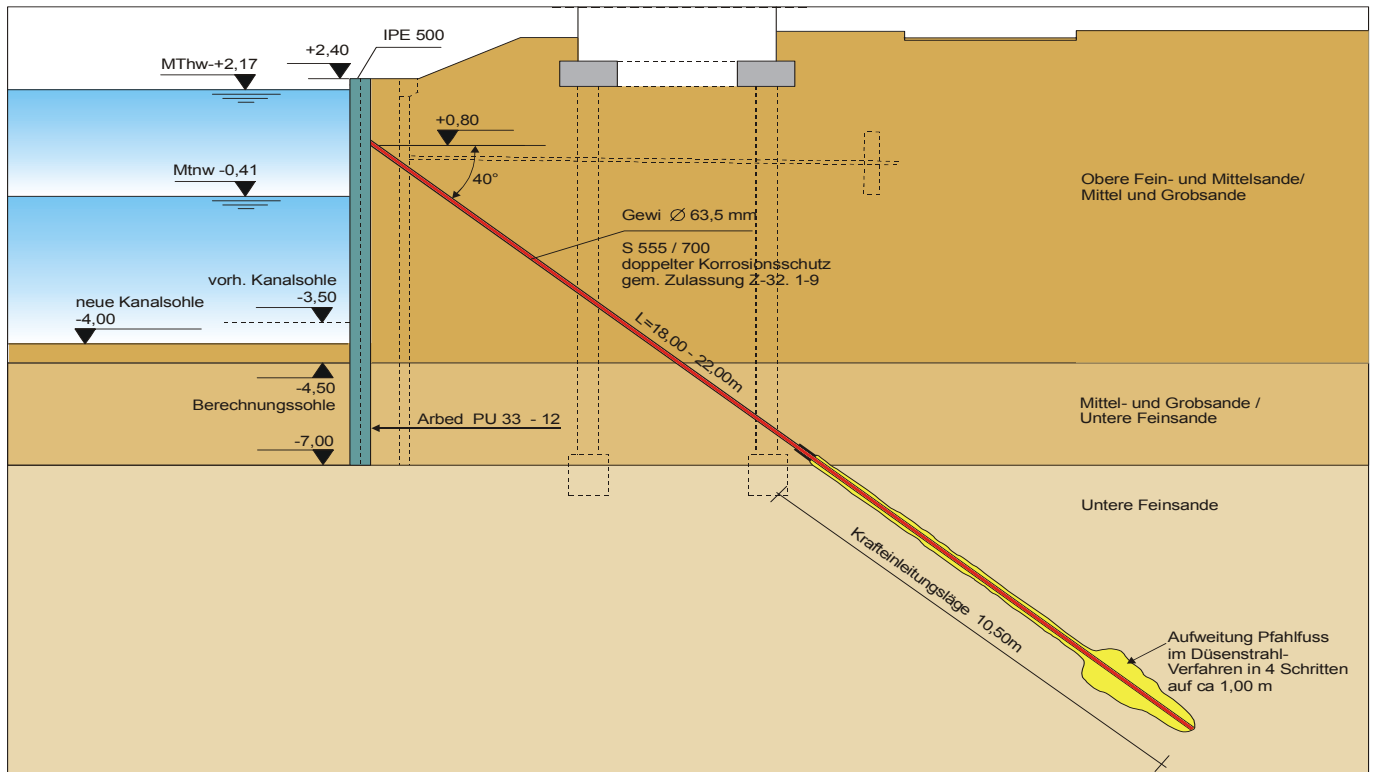 IPE 500
+2,40
MThw-+2,17
+0,80
Mtnw -0,41
40°
Obere Fein- und Mittelsande/
Mittel und Grobsande
Gewi Ø 63,5 mm
S 555 / 700
doppelter Korrosionsschutz
gem. Zulassung Z-32. 1-9
vorh. Kanalsohle
-3,50
neue Kanalsohle
-4,00
L=18,00 - 22,00m
-4,50
Berechnungssohle
Mittel- und Grobsande /
Untere Feinsande
Arbed PU 33 - 12
-7,00
Untere Feinsande
Krafteinleitungsläge 10,50m
Aufweitung Pfahlfuss
im Düsenstrahl-
Verfahren in 4 Schritten
auf ca 1,00 m